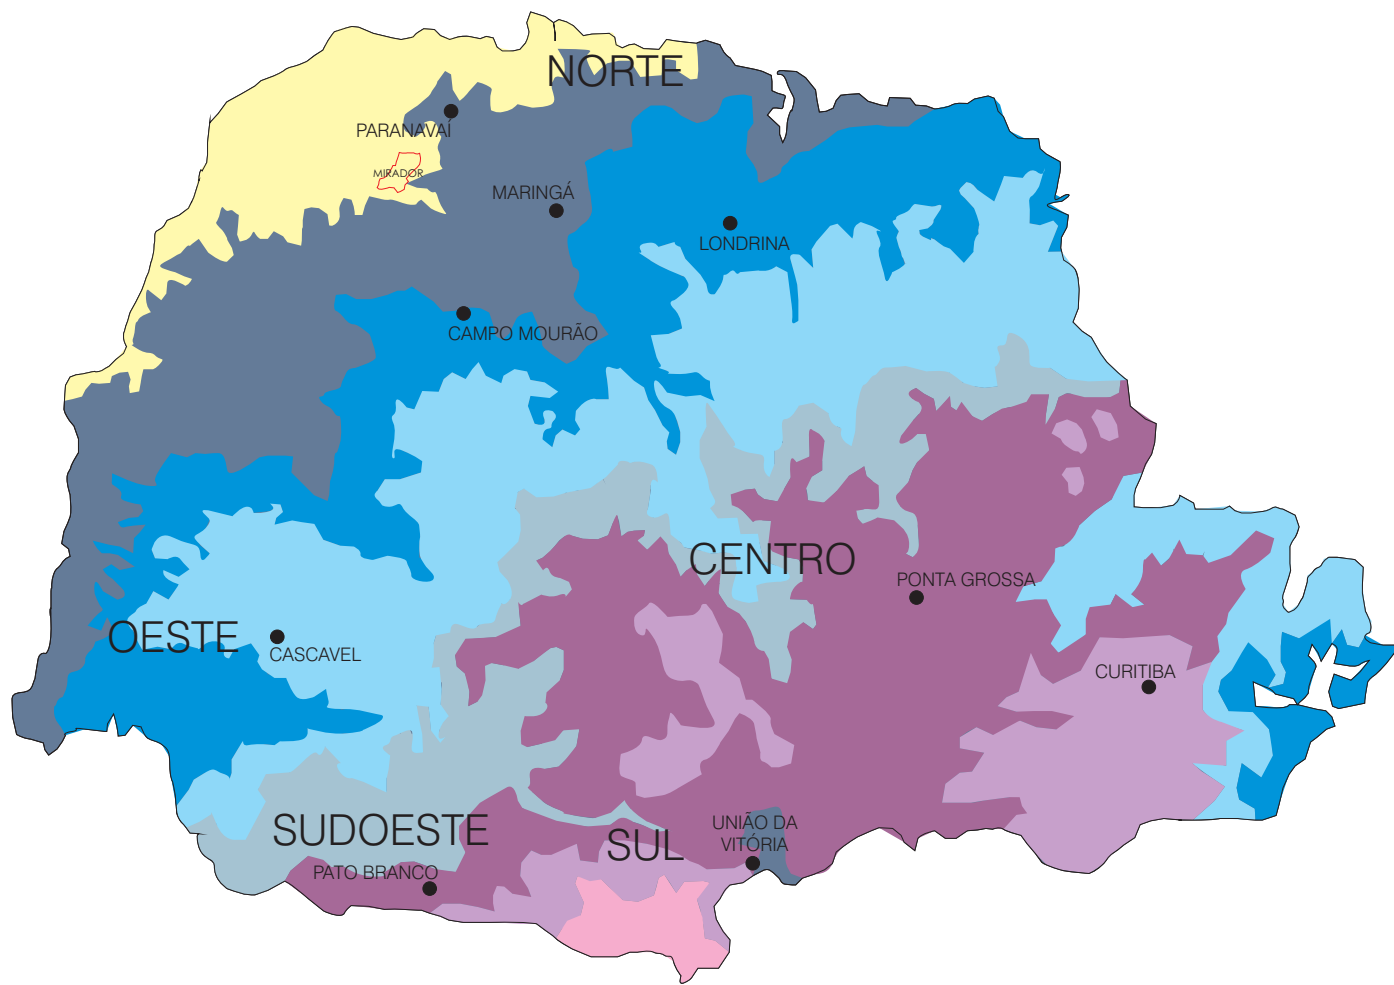 NORTE
PARANAVAÍ
MIRADOR
MARINGÁ
LONDRINA
CAMPO MOURÃO
CENTRO
PONTA GROSSA
OESTE
CASCAVEL
CURITIBA
SUDOESTE
SUL
UNIÃO DA
VITÓRIA
PATO BRANCO